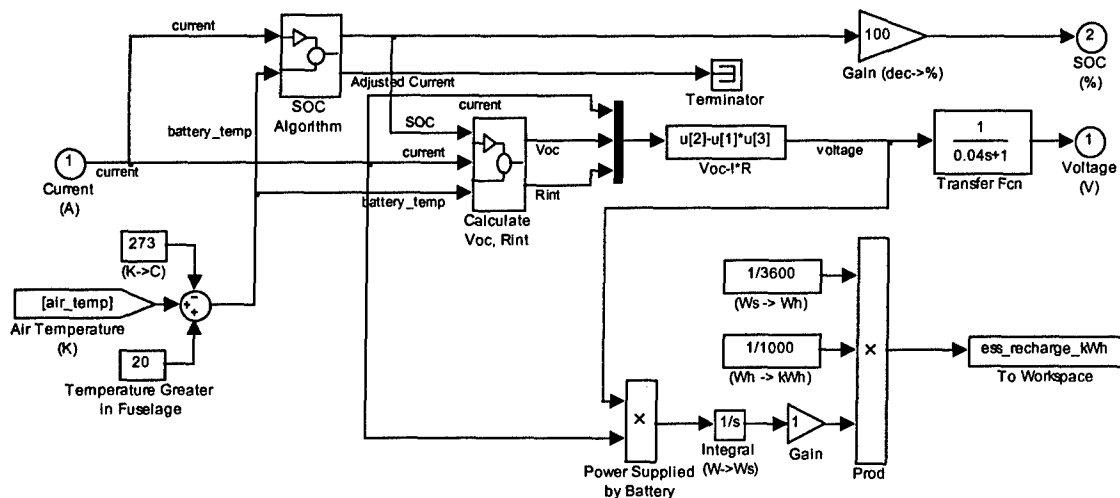 current
SOC
Algorithm
Adjusted Current
100
Gain (dec->%)
2
SOC
(%)
Terminator
battery_temp
current
SOC
current
battery_temp
Calculate
Voc, Rint
Voc
Rint
u[2]-u[1]*u[3]
Voc-I*R
voltage
1
0.04s+1
Transfer Fcn
1
Voltage
(V)
1
Current
(A)
current
273
(K->C)
[air_temp]
Air Temperature
(K)
20
Temperature Greater
in Fuselage
1/3600
(Ws -> Wh)
1/1000
(Wh -> kWh)
×
Power Supplied
by Battery
1/s
Integral
(W->Ws)
1
Gain
×
Prod
ess_recharge_kWh
To Workspace